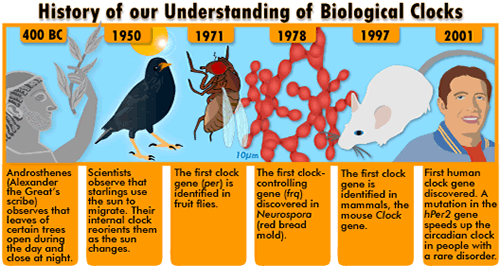 History of our Understanding of Biological Clocks
400 BC
1950
1971
1978
1997
2001
10µm
Androsthenes
(Alexander
the Great's
scribe)
observes that
leaves of
certain trees
open during
the day and
close at night.
Scientists
observe that
starlings use
the sun to
migrate. Their
internal clock
reorients them
as the sun
changes.
The first clock
gene (per) is
identified in
fruit flies.
The first clock-
controlling
gene (frq)
discovered in
Neurospora
(red bread
mold).
The first clock
gene is
identified in
mammals, the
mouse Clock
gene.
First human
clock gene
discovered. A
mutation in the
hPer2 gene
speeds up the
circadian clock
in people with
a rare disorder.